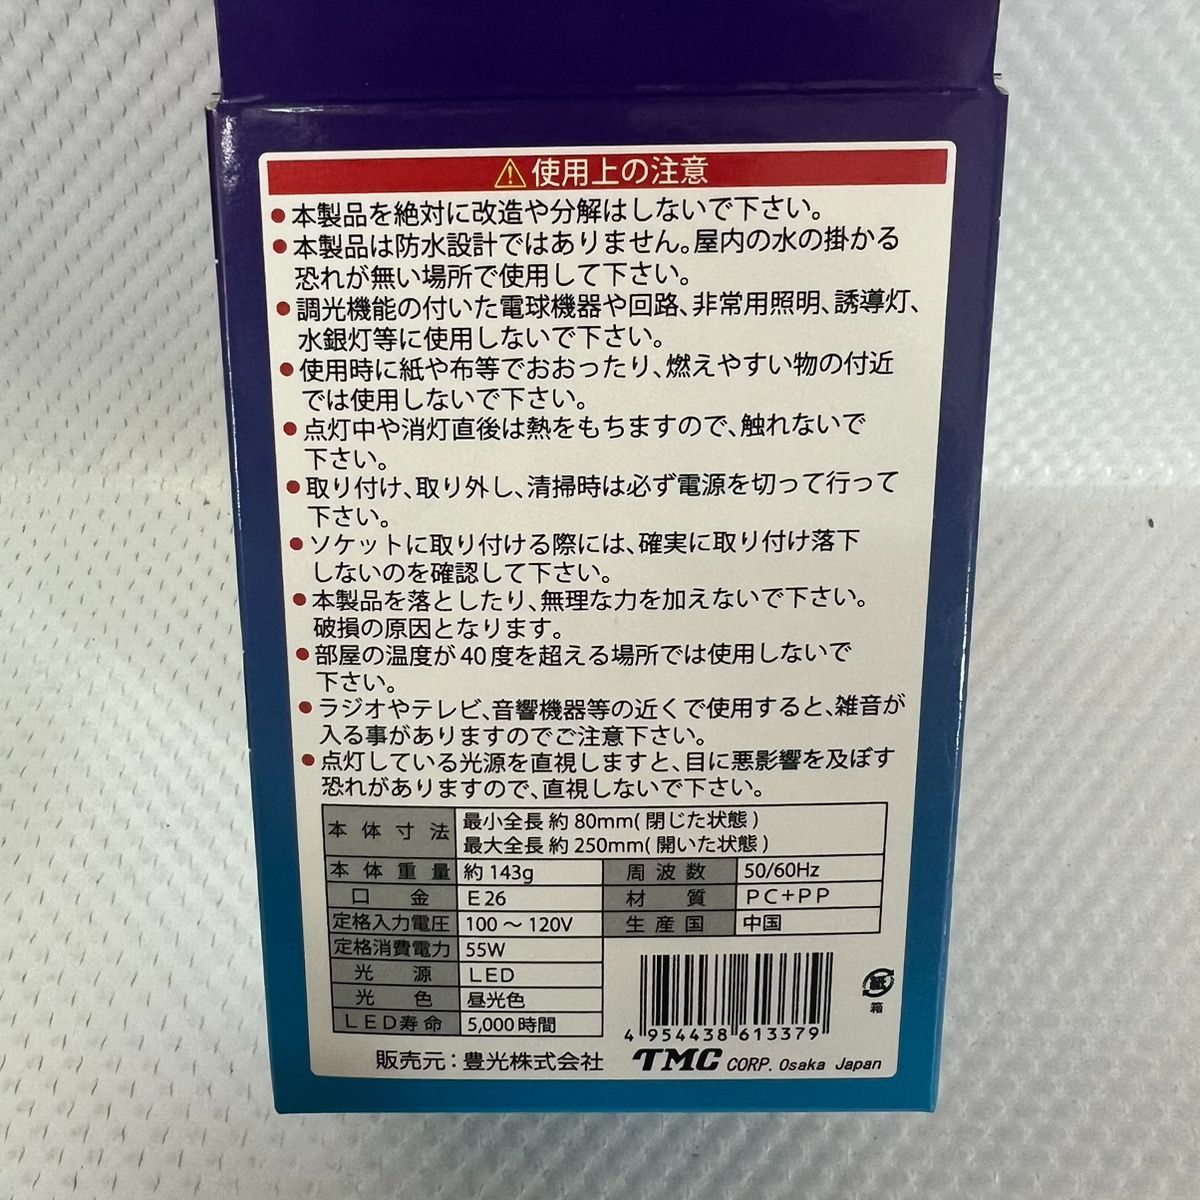 ⚠使用上の注意
●本製品を絶対に改造や分解はしないで下さい。
●本製品は防水設計ではありません。屋内の水の掛かる
恐れが無い場所で使用して下さい。
●調光機能の付いた電球機器や回路、非常用照明、誘導灯、
水銀灯等に使用しないで下さい。
●使用時に紙や布等でおおったり、燃えやすい物の付近
では使用しないで下さい。
●点灯中や消灯直後は熱をもちますので、触れないで
下さい。
●取り付け、取り外し、清掃時は必ず電源を切って行って
下さい。
●ソケットに取り付ける際には、確実に取り付け落下
しないのを確認して下さい。
●本製品を落としたり、無理な力を加えないで下さい。
破損の原因となります。
●部屋の温度が40度を超える場所では使用しないで
下さい。
●ラジオやテレビ、音響機器等の近くで使用すると、雑音が
入る事がありますのでご注意下さい。
●点灯している光源を直視しますと、目に悪影響を及ぼす
恐れがありますので、直視しないで下さい。
本体寸法 最小全長 約80mm(閉じた状態)
最大全長 約250mm(開いた状態)
本体重量 約143g 周波数 50/60Hz
口金 E26 材質 PC+PP
定格入力電圧 100～120V 生産国 中国
定格消費電力 55W
光源 LED
光色 昼光色
LED寿命 5,000時間
4 954438 613379
紙
箱
販売元：豊光株式会社 TMC CORP. Osaka Japan